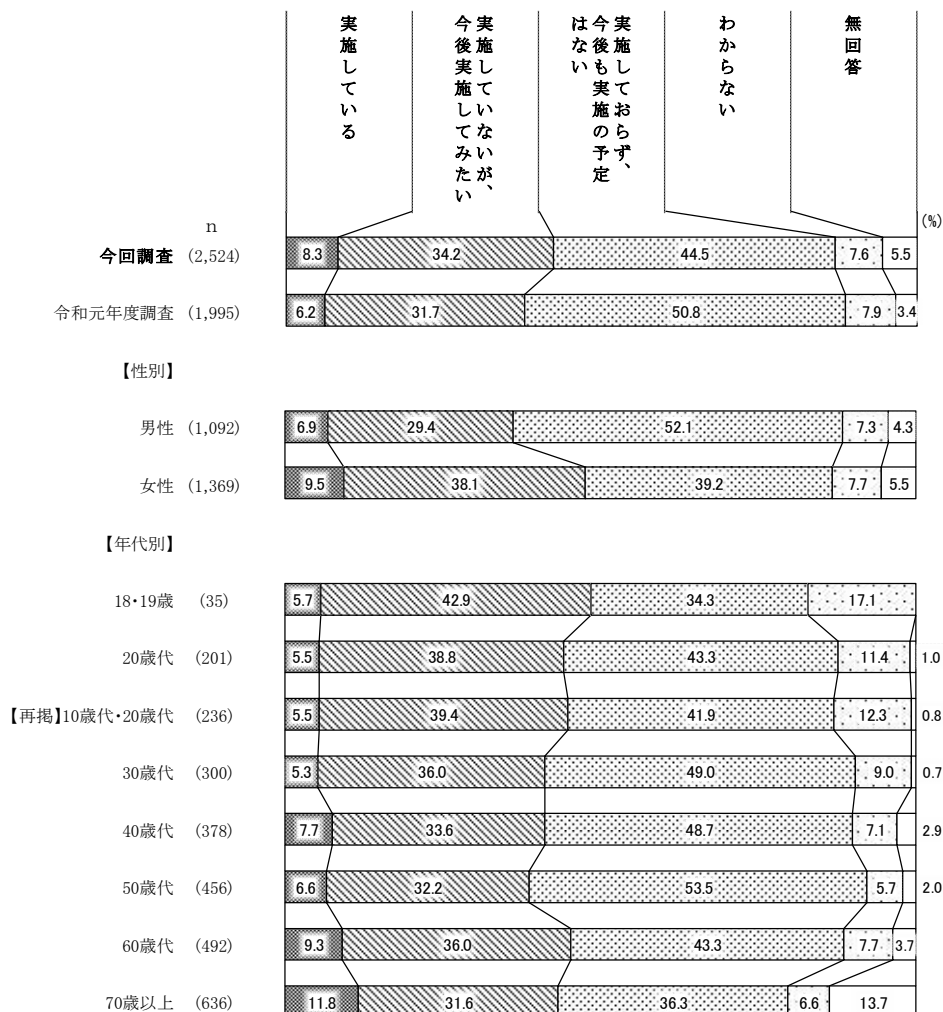 実施している
実施していないが、
今後実施してみたい
実施しておらず、
今後も実施の予定
はない
わからない
無回答
n
(%)
今回調査 (2,524) 8.3 34.2 44.5 7.6 5.5
令和元年度調査 (1,995) 6.2 31.7 50.8 7.9 3.4
【性別】
男性 (1,092) 6.9 29.4 52.1 7.3 4.3
女性 (1,369) 9.5 38.1 39.2 7.7 5.5
【年代別】
18・19歳 (35) 5.7 42.9 34.3 17.1
20歳代 (201) 5.5 38.8 43.3 11.4 1.0
【再掲】10歳代・20歳代 (236) 5.5 39.4 41.9 12.3 0.8
30歳代 (300) 5.3 36.0 49.0 9.0 0.7
40歳代 (378) 7.7 33.6 48.7 7.1 2.9
50歳代 (456) 6.6 32.2 53.5 5.7 2.0
60歳代 (492) 9.3 36.0 43.3 7.7 3.7
70歳以上 (636) 11.8 31.6 36.3 6.6 13.7